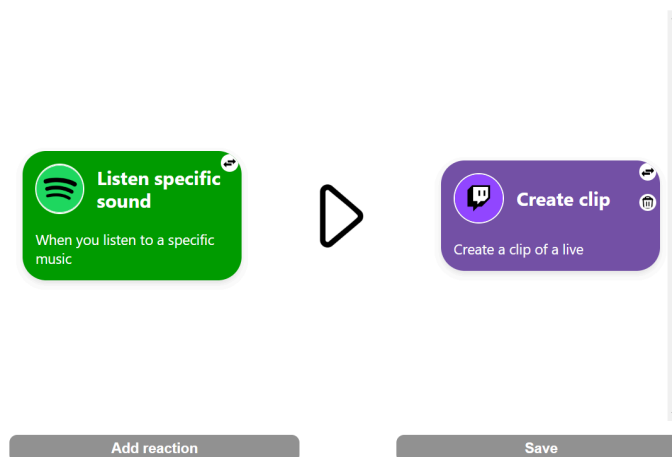 Listen specific
sound
When you listen to a specific
music
Create clip
Create a clip of a live
Add reaction
Save